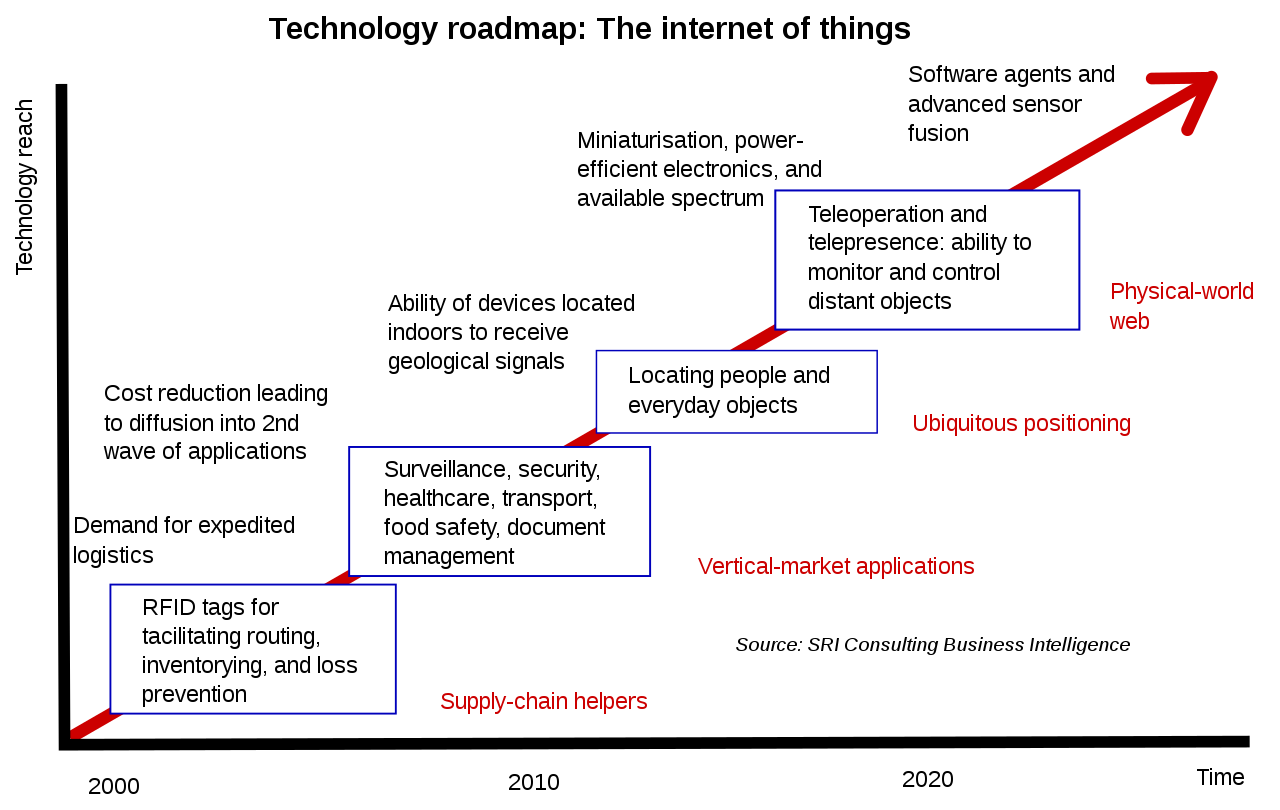 Technology roadmap: The internet of things
Technology reach
Software agents and
advanced sensor
fusion
Miniaturisation, power-
efficient electronics, and
available spectrum
Teleoperation and
telepresence: ability to
monitor and control
distant objects
Physical-world
web
Ability of devices located
indoors to receive
geological signals
Locating people and
everyday objects
Ubiquitous positioning
Cost reduction leading
to diffusion into 2nd
wave of applications
Surveillance, security,
healthcare, transport,
food safety, document
management
Vertical-market applications
Demand for expedited
logistics
RFID tags for
tacilitating routing,
inventorying, and loss
prevention
Supply-chain helpers
Source: SRI Consulting Business Intelligence
2000
2010
2020
Time